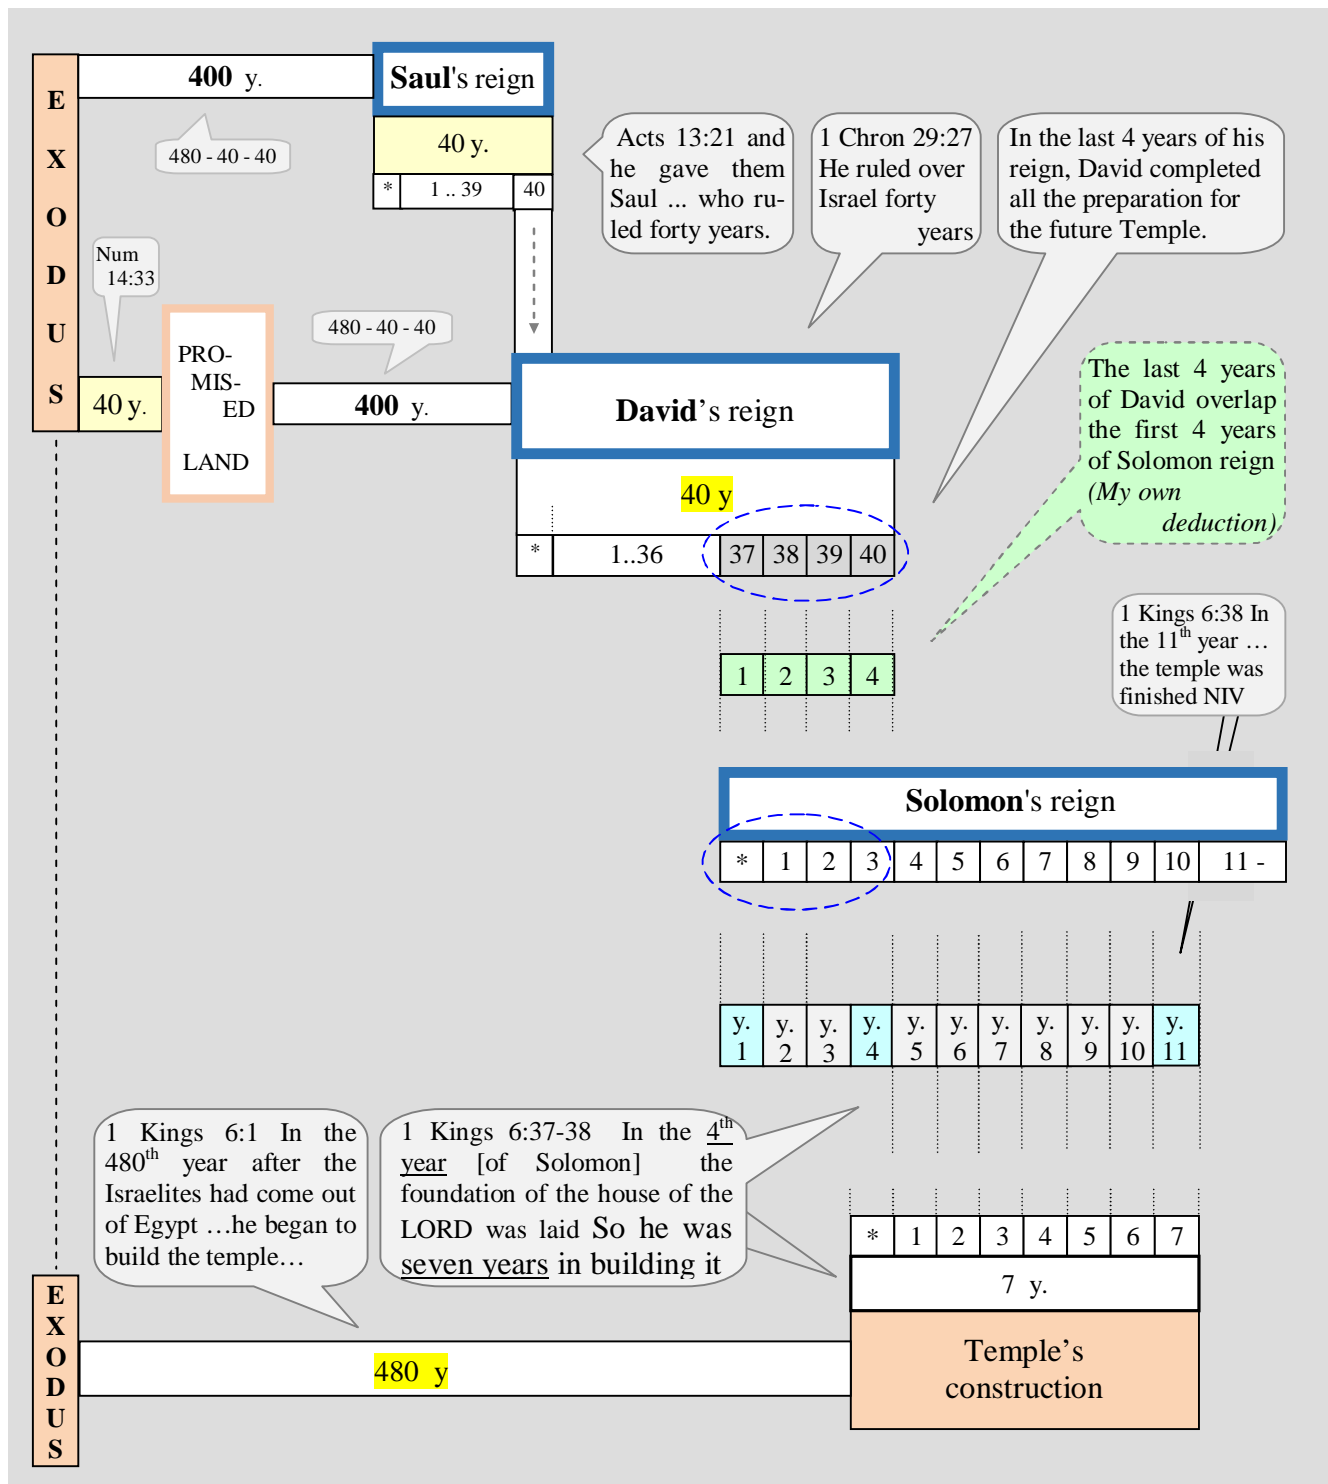 E
X
O
D
U
S
400 y.
Saul's reign
480 - 40 - 40
40 y.
* 1 .. 39 40
Acts 13:21 and
he gave them
Saul ... who ru-
led forty years.
1 Chron 29:27
He ruled over
Israel forty
years
In the last 4 years of his
reign, David completed
all the preparation for
the future Temple.
Num
14:33
40 y.
PRO-
MIS-
ED
LAND
480 - 40 - 40
400 y.
David’s reign
40 y
* 1..36 37 38 39 40
The last 4 years
of David overlap
the first 4 years
of Solomon reign
(My own
deduction)
1 2 3 4
1 Kings 6:38 In
the 11th year …
the temple was
finished NIV
Solomon's reign
* 1 2 3 4 5 6 7 8 9 10 11 -
y. y. y. y. y. y. y. y. y. y. y.
1 2 3 4 5 6 7 8 9 10 11
1 Kings 6:1 In the
480th year after the
Israelites had come out
of Egypt …he began to
build the temple…
1 Kings 6:37-38 In the 4th
year [of Solomon] the
foundation of the house of the
LORD was laid So he was
seven years in building it
* 1 2 3 4 5 6 7
7 y.
E
X
O
D
U
S
480 y
Temple’s
construction